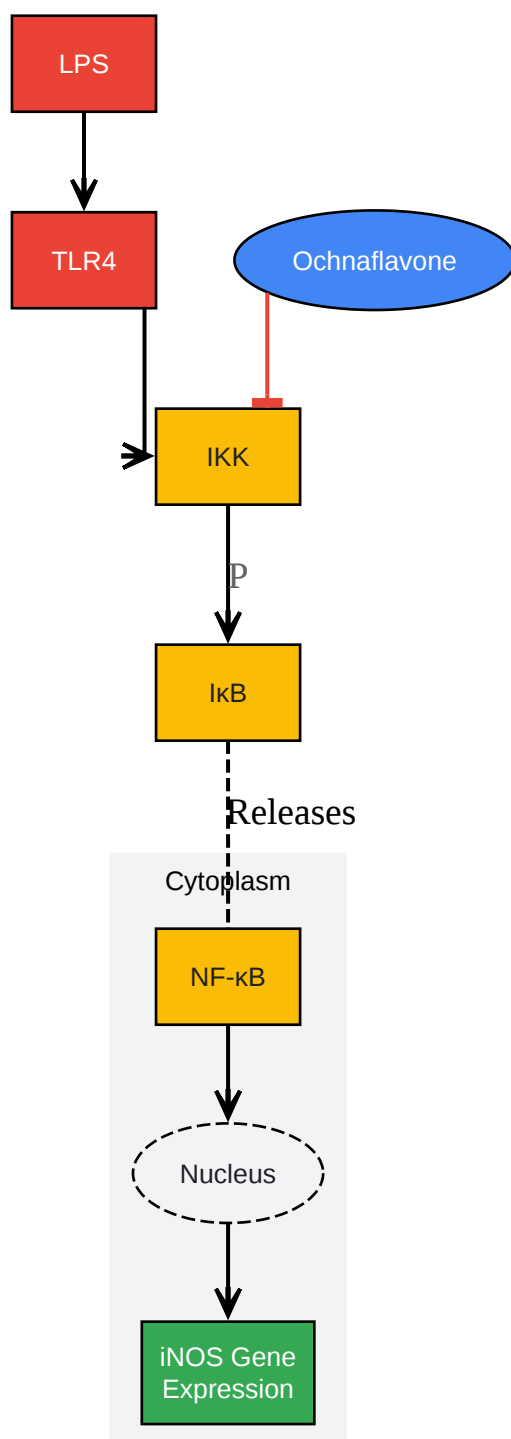 LPS
TLR4
Ochnaflavone
IKK
P
IκB
Releases
Cytoplasm
NF-κB
Nucleus
iNOS Gene
Expression